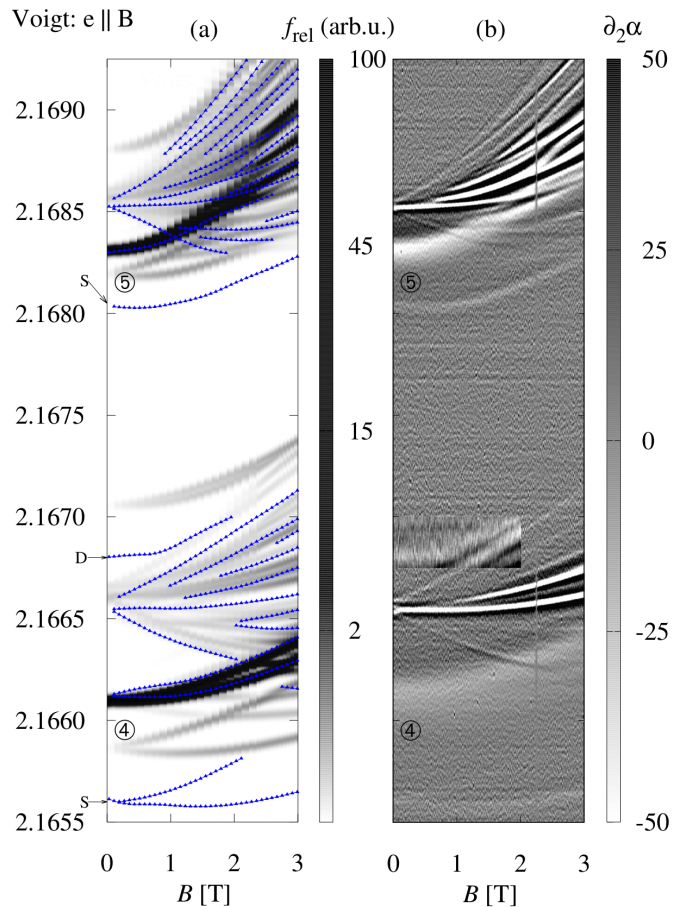 Voigt: e || B
(a)
f_rel (arb.u.)
(b)
∂₂α
100
50
2.1690
2.1685
45
25
S
⑤
⑤
2.1680
2.1675
15
0
2.1670
D
2.1665
2
-25
2.1660
④
④
S
2.1655
-50
0 1 2 3
0 1 2 3
B [T]
B [T]